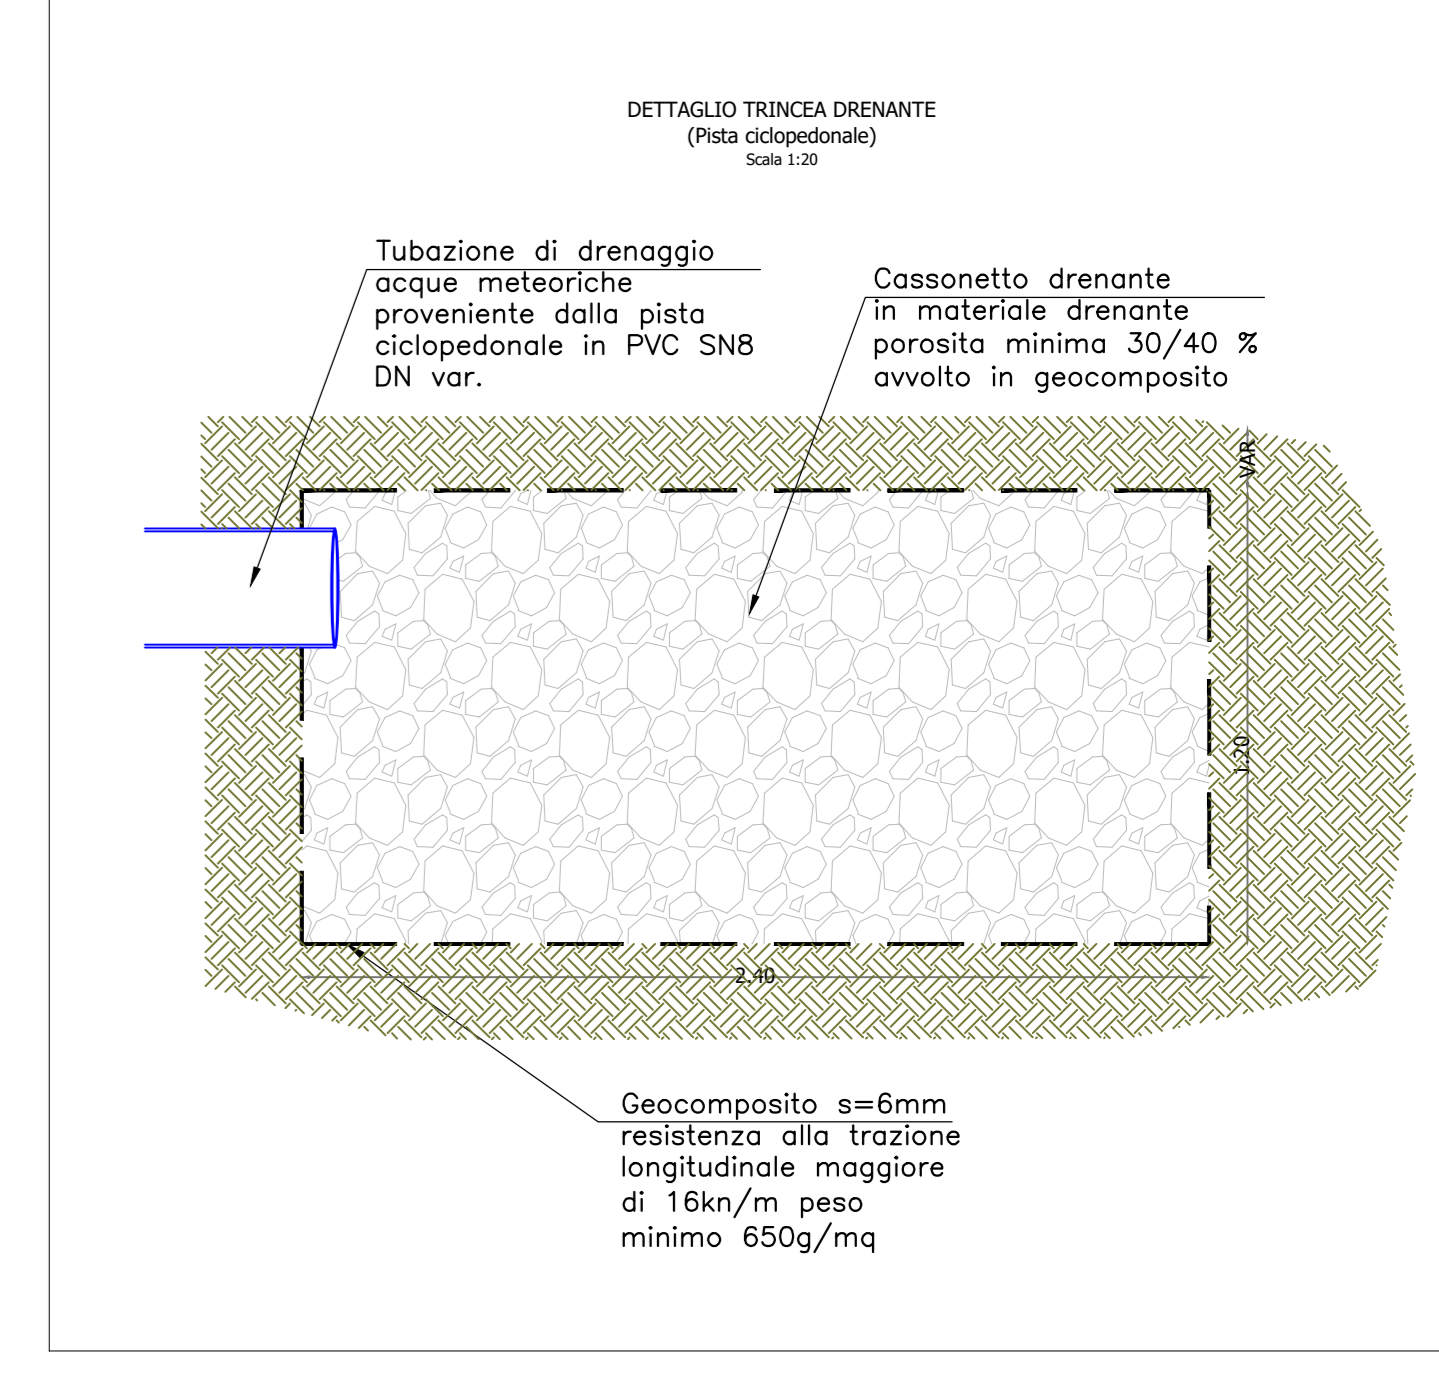 DETTAGLIO TRINCEA DRENANTE
(Pista ciclopedonale)
Scala 1:20
Tubazione di drenaggio
acque meteoriche
proveniente dalla pista
ciclopedonale in PVC SN8
DN var.
Cassonetto drenante
in materiale drenante
porosita minima 30/40 %
avvolto in geocomposito
VAR
1.20
2.40
Geocomposito s=6mm
resistenza alla trazione
longitudinale maggiore
di 16kn/m peso
minimo 650g/mq